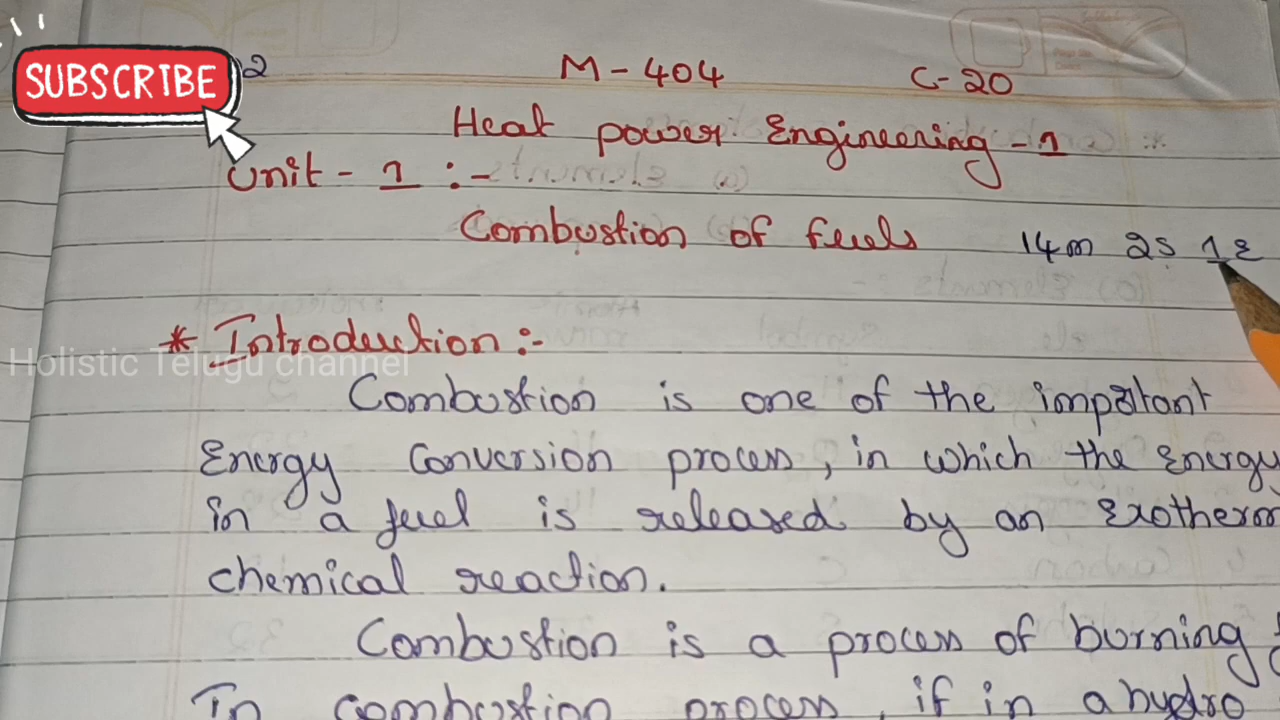 SUBSCRIBE
M-404 C-20
Heat power Engineering -1
Unit - 1 :-
Combustion of fuels 14m 2s 1E
* Introduction :-
Holistic Telugu channel
Combustion is one of the important
Energy Conversion process, in which the Energy
in a fuel is released by an Exotherm
chemical reaction.
Combustion is a process of burning
In combustion process, if in a hydro